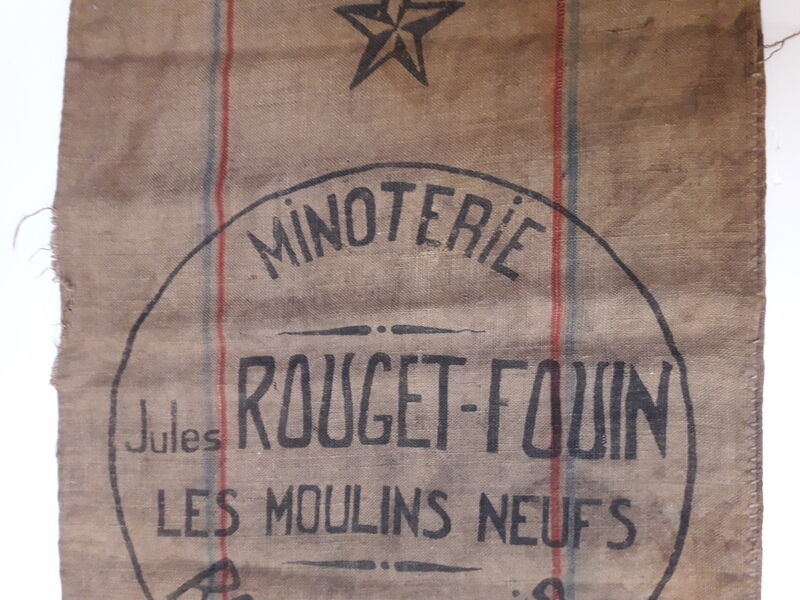 MiNOTERiE
Jules ROUGET-FOUIN
LES MOULINS NEUFS